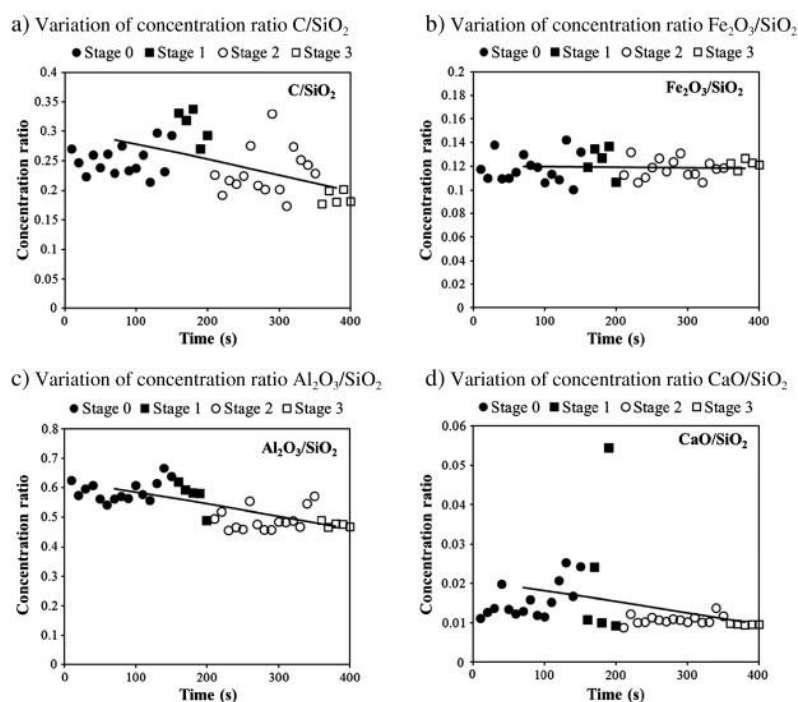 a) Variation of concentration ratio C/SiO₂
● Stage 0 ■ Stage 1 ○ Stage 2 □ Stage 3
C/SiO₂
Concentration ratio
0.4
0.35
0.3
0.25
0.2
0.15
0.1
0.05
0
0 100 200 300 400
Time (s)
b) Variation of concentration ratio Fe₂O₃/SiO₂
● Stage 0 ■ Stage 1 ○ Stage 2 □ Stage 3
Fe₂O₃/SiO₂
Concentration ratio
0.2
0.18
0.16
0.14
0.12
0.1
0.08
0.06
0.04
0.02
0
0 100 200 300 400
Time (s)
c) Variation of concentration ratio Al₂O₃/SiO₂
● Stage 0 ■ Stage 1 ○ Stage 2 □ Stage 3
Al₂O₃/SiO₂
Concentration ratio
0.8
0.7
0.6
0.5
0.4
0.3
0.2
0.1
0
0 100 200 300 400
Time (s)
d) Variation of concentration ratio CaO/SiO₂
● Stage 0 ■ Stage 1 ○ Stage 2 □ Stage 3
CaO/SiO₂
Concentration ratio
0.06
0.05
0.04
0.03
0.02
0.01
0
0 100 200 300 400
Time (s)